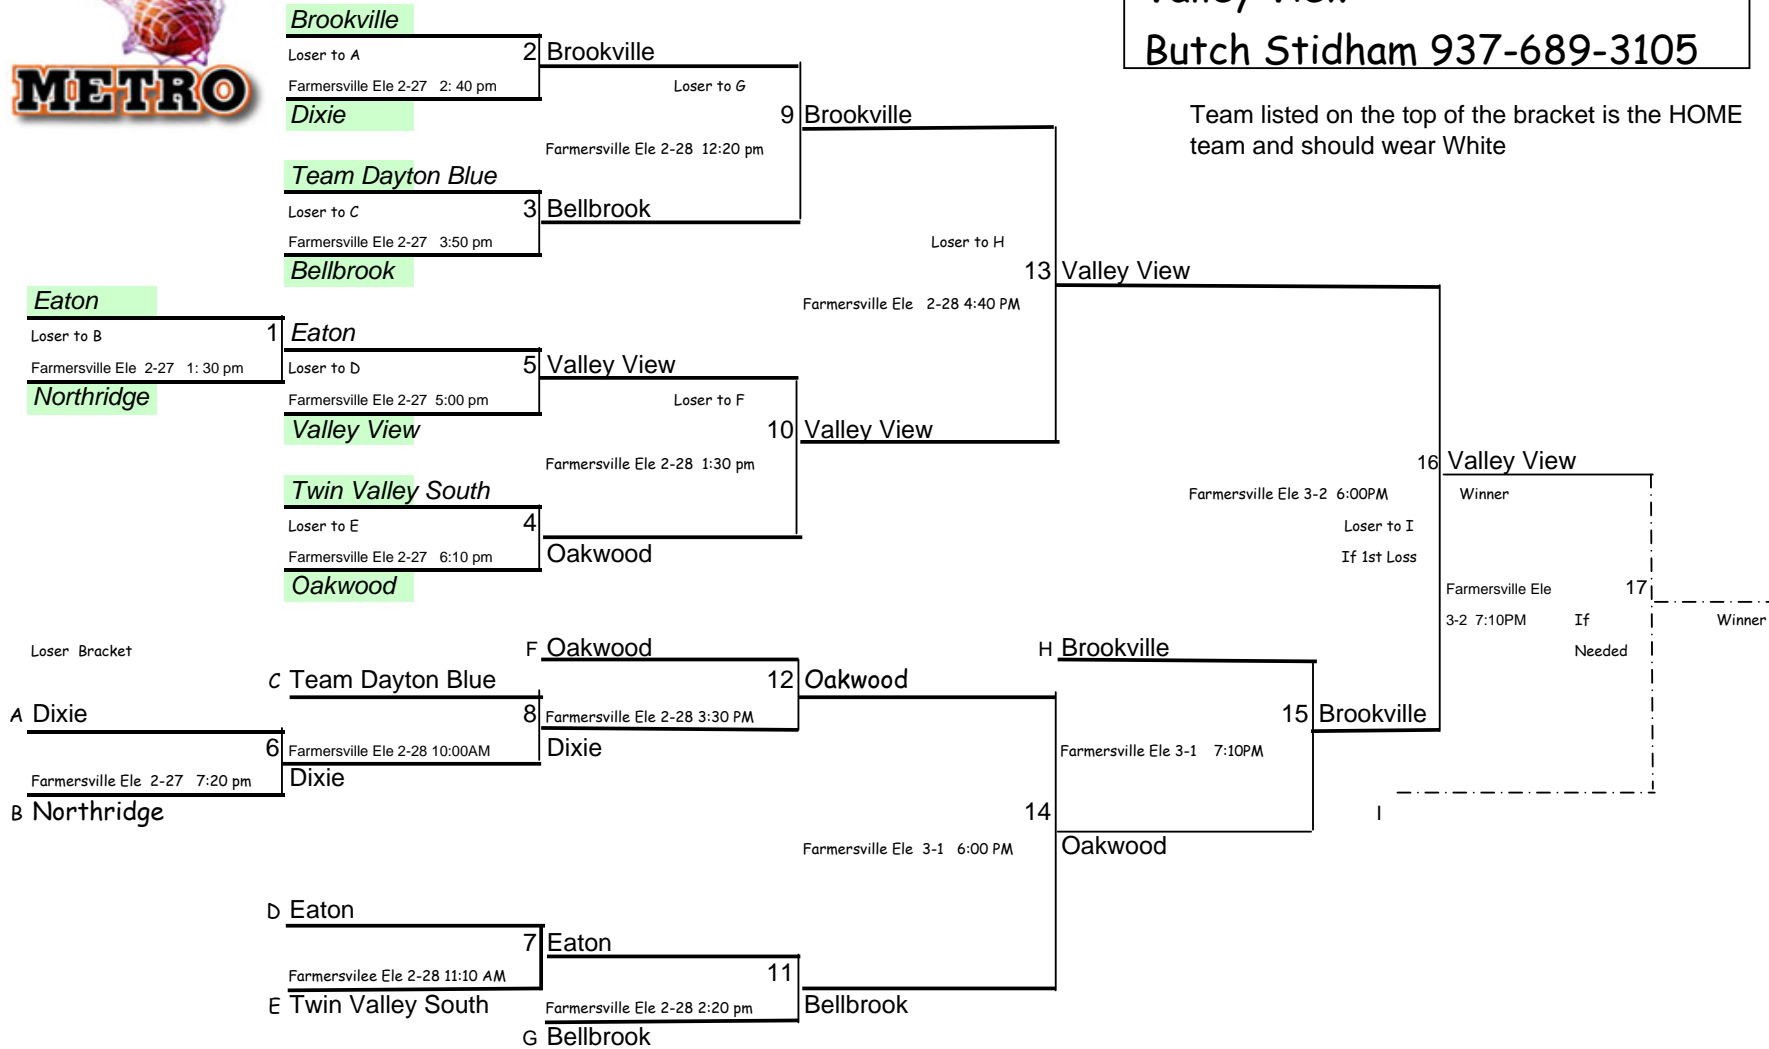 Valley View
Butch Stidham 937-689-3105
METRO
Team listed on the top of the bracket is the HOME
team and should wear White
Brookville
Loser to A
2
Farmersville Ele 2-27 2: 40 pm
Dixie
Brookville
Loser to G
9
Farmersville Ele 2-28 12:20 pm
Team Dayton Blue
Loser to C
3
Farmersville Ele 2-27 3:50 pm
Bellbrook
Bellbrook
Brookville
Loser to H
13
Farmersville Ele 2-28 4:40 PM
Eaton
Loser to B
1
Farmersville Ele 2-27 1: 30 pm
Northridge
Eaton
Loser to D
5
Farmersville Ele 2-27 5:00 pm
Valley View
Valley View
Loser to F
10
Farmersville Ele 2-28 1:30 pm
Twin Valley South
Loser to E
4
Farmersville Ele 2-27 6:10 pm
Oakwood
Oakwood
Valley View
Valley View
16
Farmersville Ele 3-2 6:00PM
Loser to I
If 1st Loss
Valley View
Winner
Farmersville Ele
17
3-2 7:10PM If
Needed
Winner
Loser Bracket
A Dixie
6
Farmersville Ele 2-27 7:20 pm
B Northridge
C Team Dayton Blue
8
Farmersville Ele 2-28 10:00AM
Dixie
F Oakwood
12
Farmersville Ele 2-28 3:30 PM
Dixie
Oakwood
14
Farmersville Ele 3-1 6:00 PM
H Brookville
15
Farmersville Ele 3-1 7:10PM
Oakwood
Brookville
I
D Eaton
7
Farmersvilee Ele 2-28 11:10 AM
E Twin Valley South
Eaton
11
Farmersville Ele 2-28 2:20 pm
G Bellbrook
Bellbrook